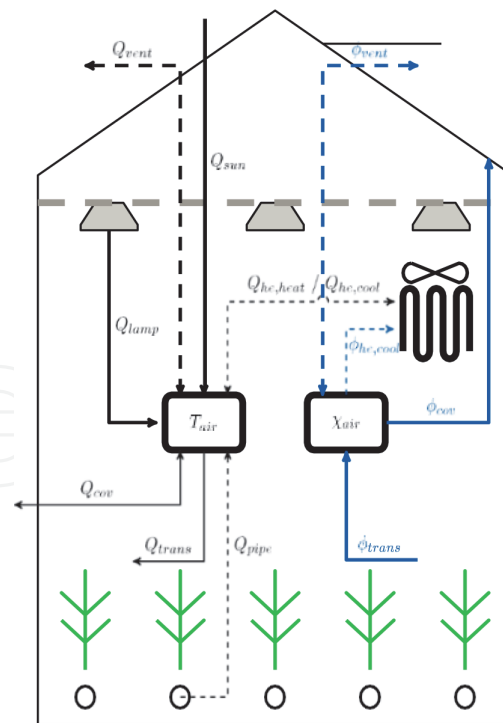 Q_vent ϕ_vent
Q_sun
Q_hc,heat / Q_hc,cool
Q_lamp
ϕ_hc,cool
T_air χ_air
ϕ_cov
Q_cov
Q_trans Q_pipe ϕ_trans